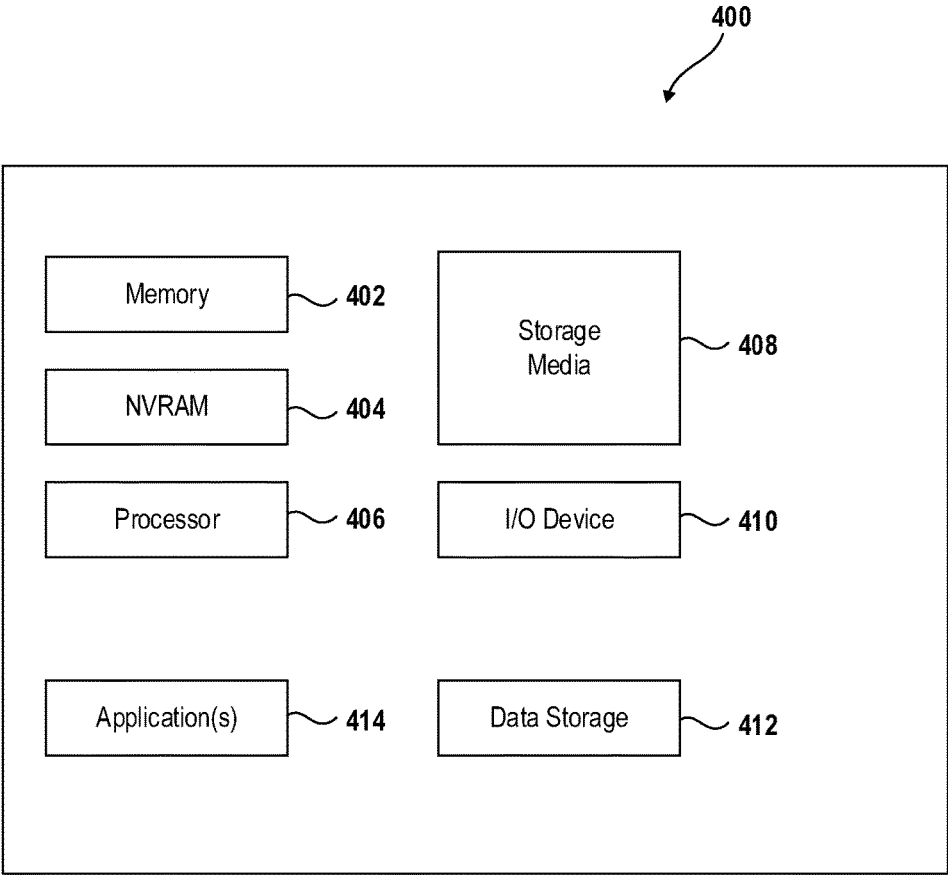 400
Memory
402
Storage
Media
408
NVRAM
404
Processor
406
I/O Device
410
Application(s)
414
Data Storage
412